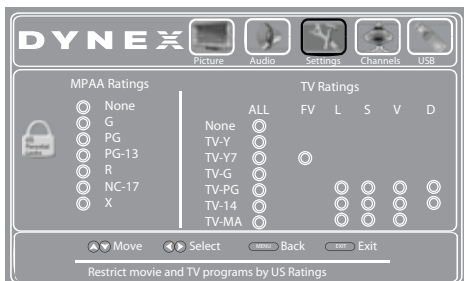 DYNEX
Picture Audio Settings Channels USB
MPAA Ratings
None
G
PG
PG-13
R
NC-17
X
Parental
Locks
TV Ratings
ALL FV L S V D
None
TV-Y
TV-Y7
TV-G
TV-PG
TV-14
TV-MA
Move Select MENU Back EXIT Exit
Restrict movie and TV programs by US Ratings